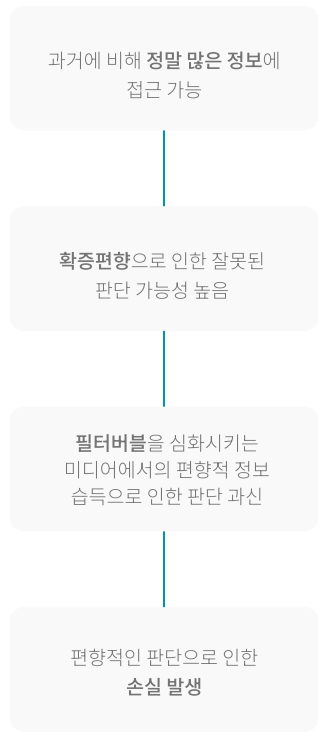 과거에 비해 정말 많은 정보에
접근 가능
확증편향으로 인한 잘못된
판단 가능성 높음
필터버블을 심화시키는
미디어에서의 편향적 정보
습득으로 인한 판단 과신
편향적인 판단으로 인한
손실 발생